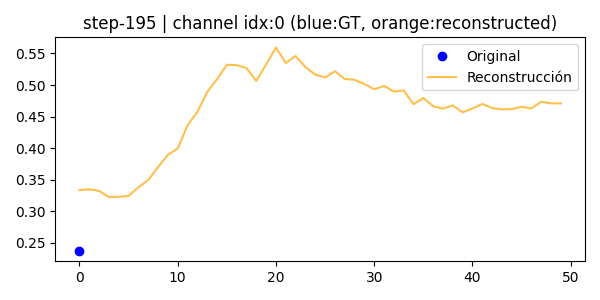 step-195 | channel idx:0 (blue:GT, orange:reconstructed)
Original
Reconstrucción
0.55
0.50
0.45
0.40
0.35
0.30
0.25
0 10 20 30 40 50